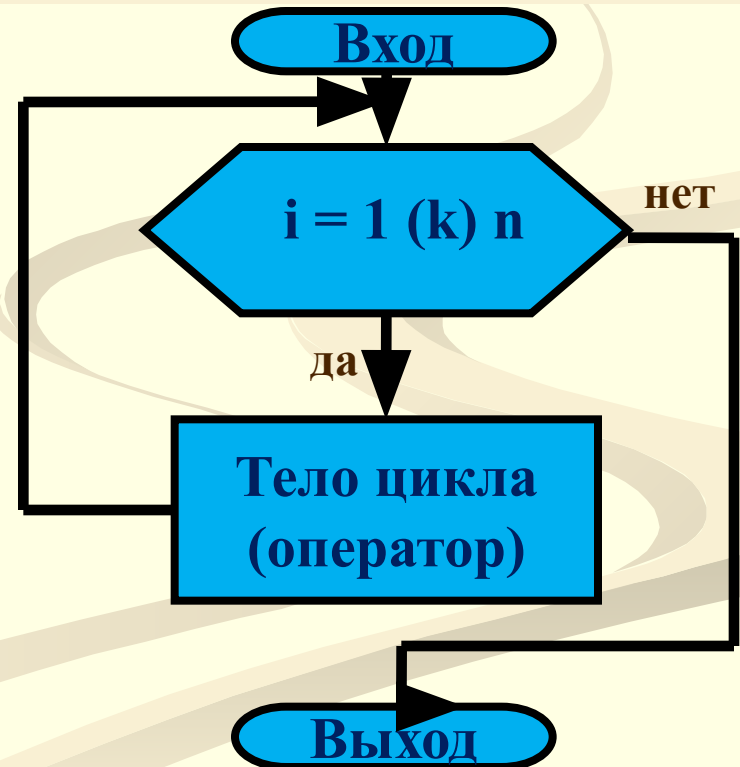 Вход
i = 1 (k) n
нет
да
Тело цикла
(оператор)
Выход